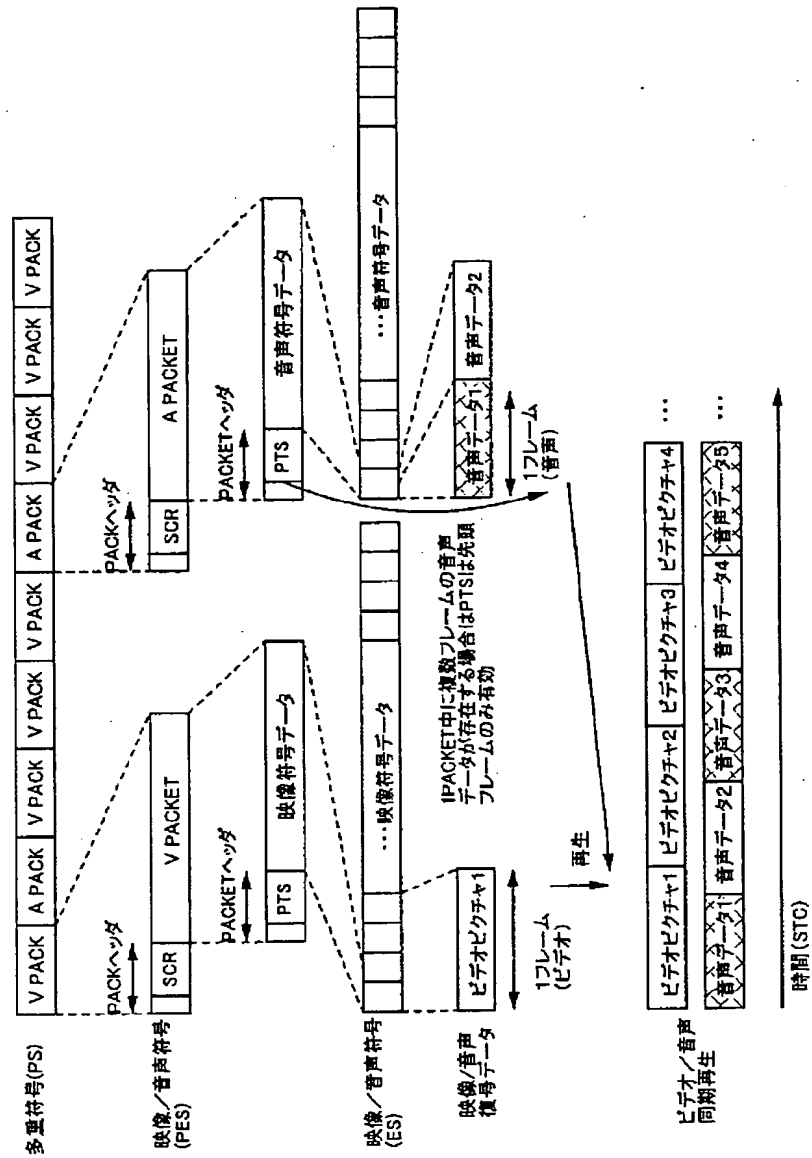 多重符号(PS)
V PACK A PACK V PACK V PACK V PACK A PACK V PACK V PACK V PACK
PACKヘッダ
PACKヘッダ
映像／音声符号
(PES)
SCR V PACKET
SCR A PACKET
PACKETヘッダ
PACKETヘッダ
PTS 映像符号データ
PTS 音声符号データ
映像／音声符号
(ES)
…映像符号データ
…音声符号データ
映像／音声
復号データ
ビデオピクチャ1
1PACKET中に複数フレームの音声
データが存在する場合はPTSは先頭
フレームのみ有効
音声データ1 音声データ2
1フレーム
(ビデオ)
1フレーム
(音声)
再生
ビデオ／音声
同期再生
ビデオピクチャ1 ビデオピクチャ2 ビデオピクチャ3 ビデオピクチャ4 …
音声データ1 音声データ2 音声データ3 音声データ4 音声データ5 …
時間(STC)